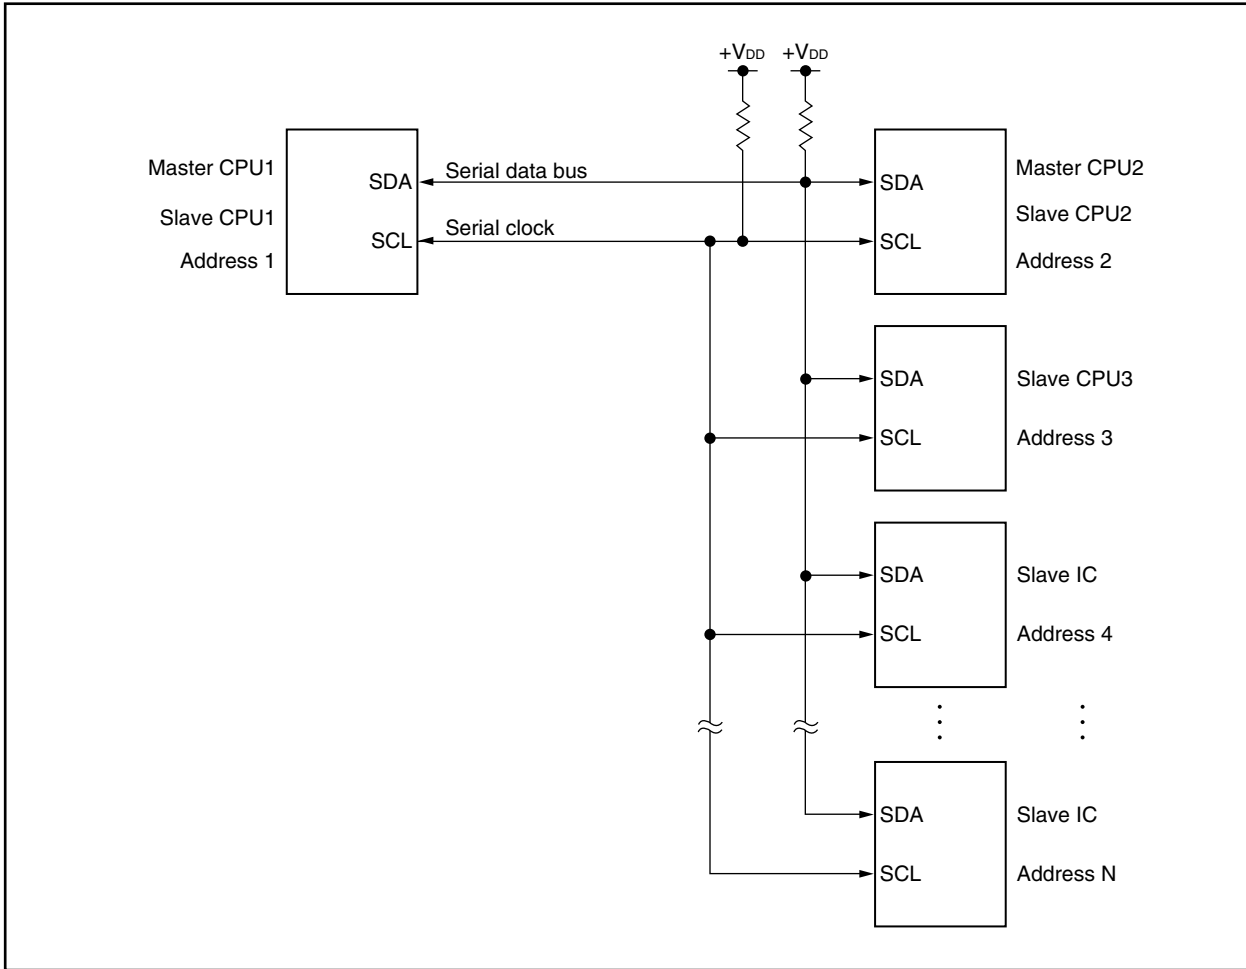 +VDD +VDD
Master CPU1
Slave CPU1
Address 1
SDA
SCL
Serial data bus
Serial clock
SDA
SCL
Master CPU2
Slave CPU2
Address 2
SDA
SCL
Slave CPU3
Address 3
SDA
SCL
Slave IC
Address 4
SDA
SCL
Slave IC
Address N